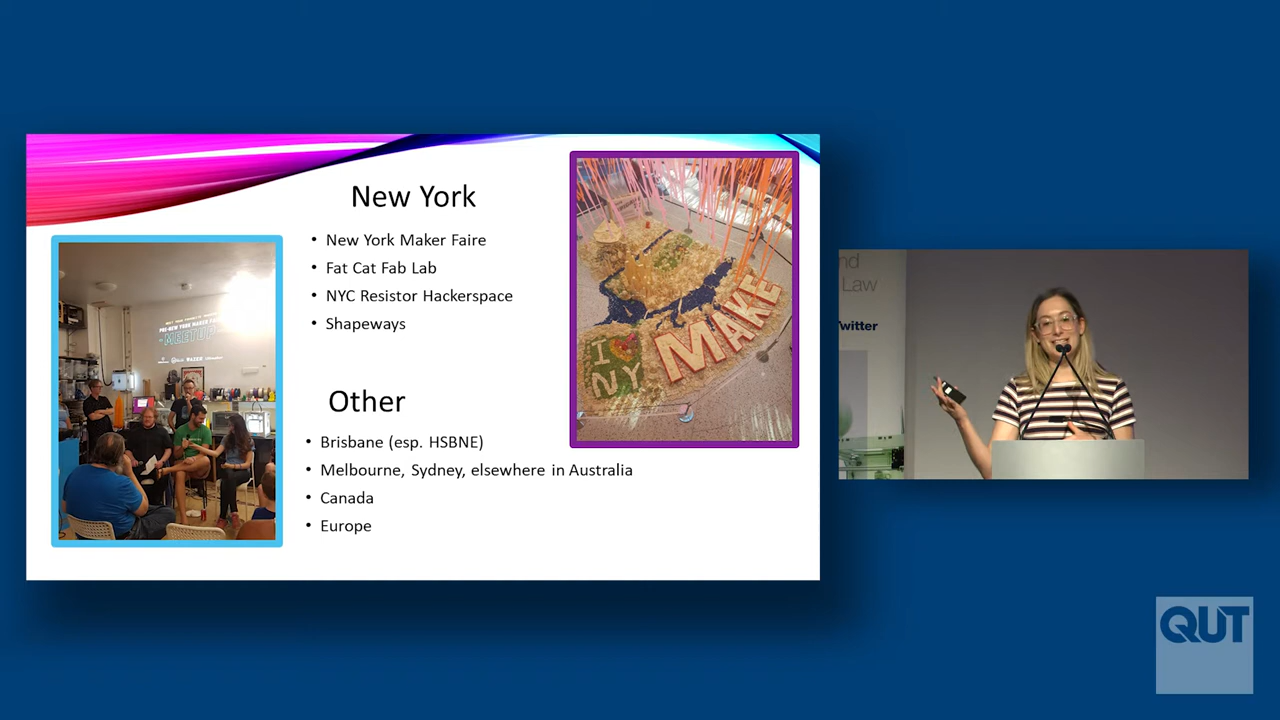 New York
• New York Maker Faire
• Fat Cat Fab Lab
• NYC Resistor Hackerspace
• Shapeways
Other
• Brisbane (esp. HSBNE)
• Melbourne, Sydney, elsewhere in Australia
• Canada
• Europe
MEETUP
I
NY
MAKE
nd
Law
Twitter
QUT